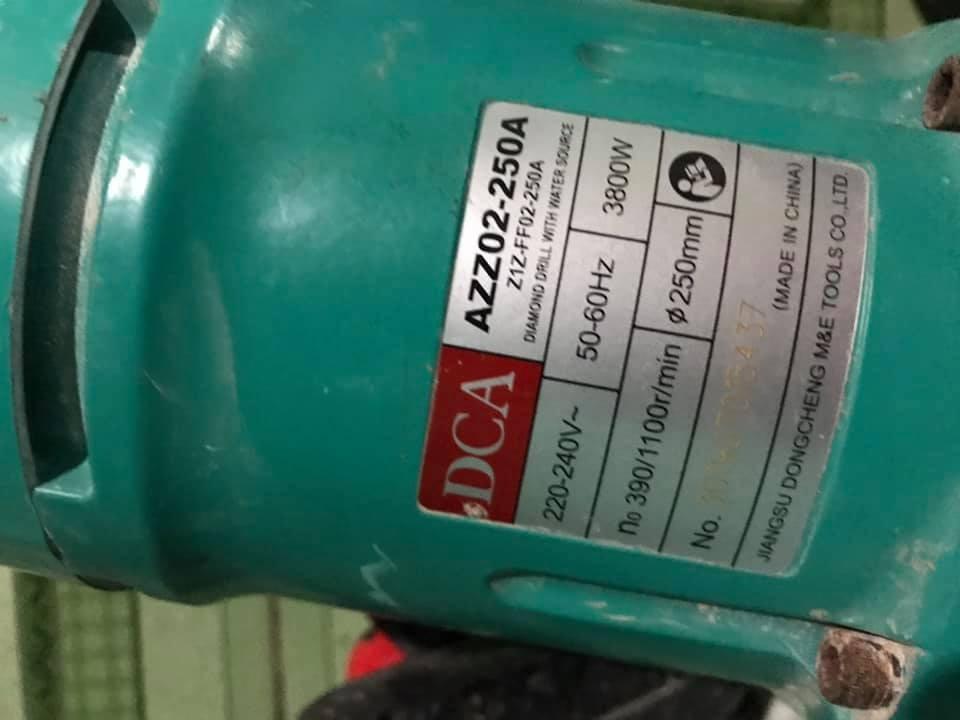 DCA
AZZ02-250A
Z1Z-FF02-250A
DIAMOND DRILL WITH WATER SOURCE
220-240V~ 50-60Hz 3800W
n₀ 390/1100r/min ø250mm
No.
(MADE IN CHINA)
JIANGSU DONGCHENG M&E TOOLS CO.,LTD.